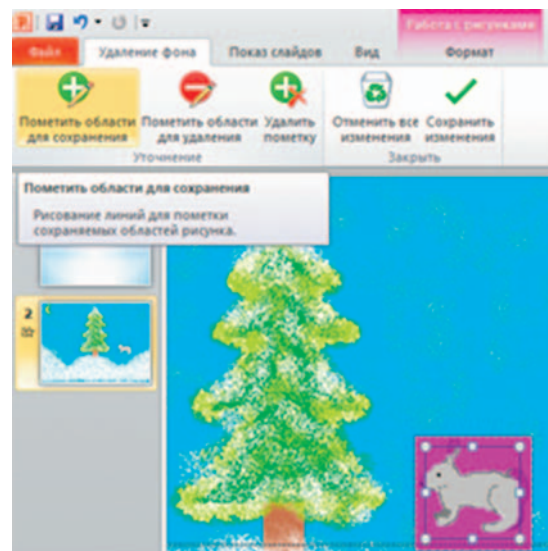 Работа с рисунками
Файл Удаление фона Показ слайдов Вид Формат
Пометить области для сохранения
Пометить области для удаления
Удалить пометку
Отменить все изменения
Сохранить изменения
Уточнение
Закрыть
Пометить области для сохранения
Рисование линий для пометки
сохраняемых областей рисунка.
2